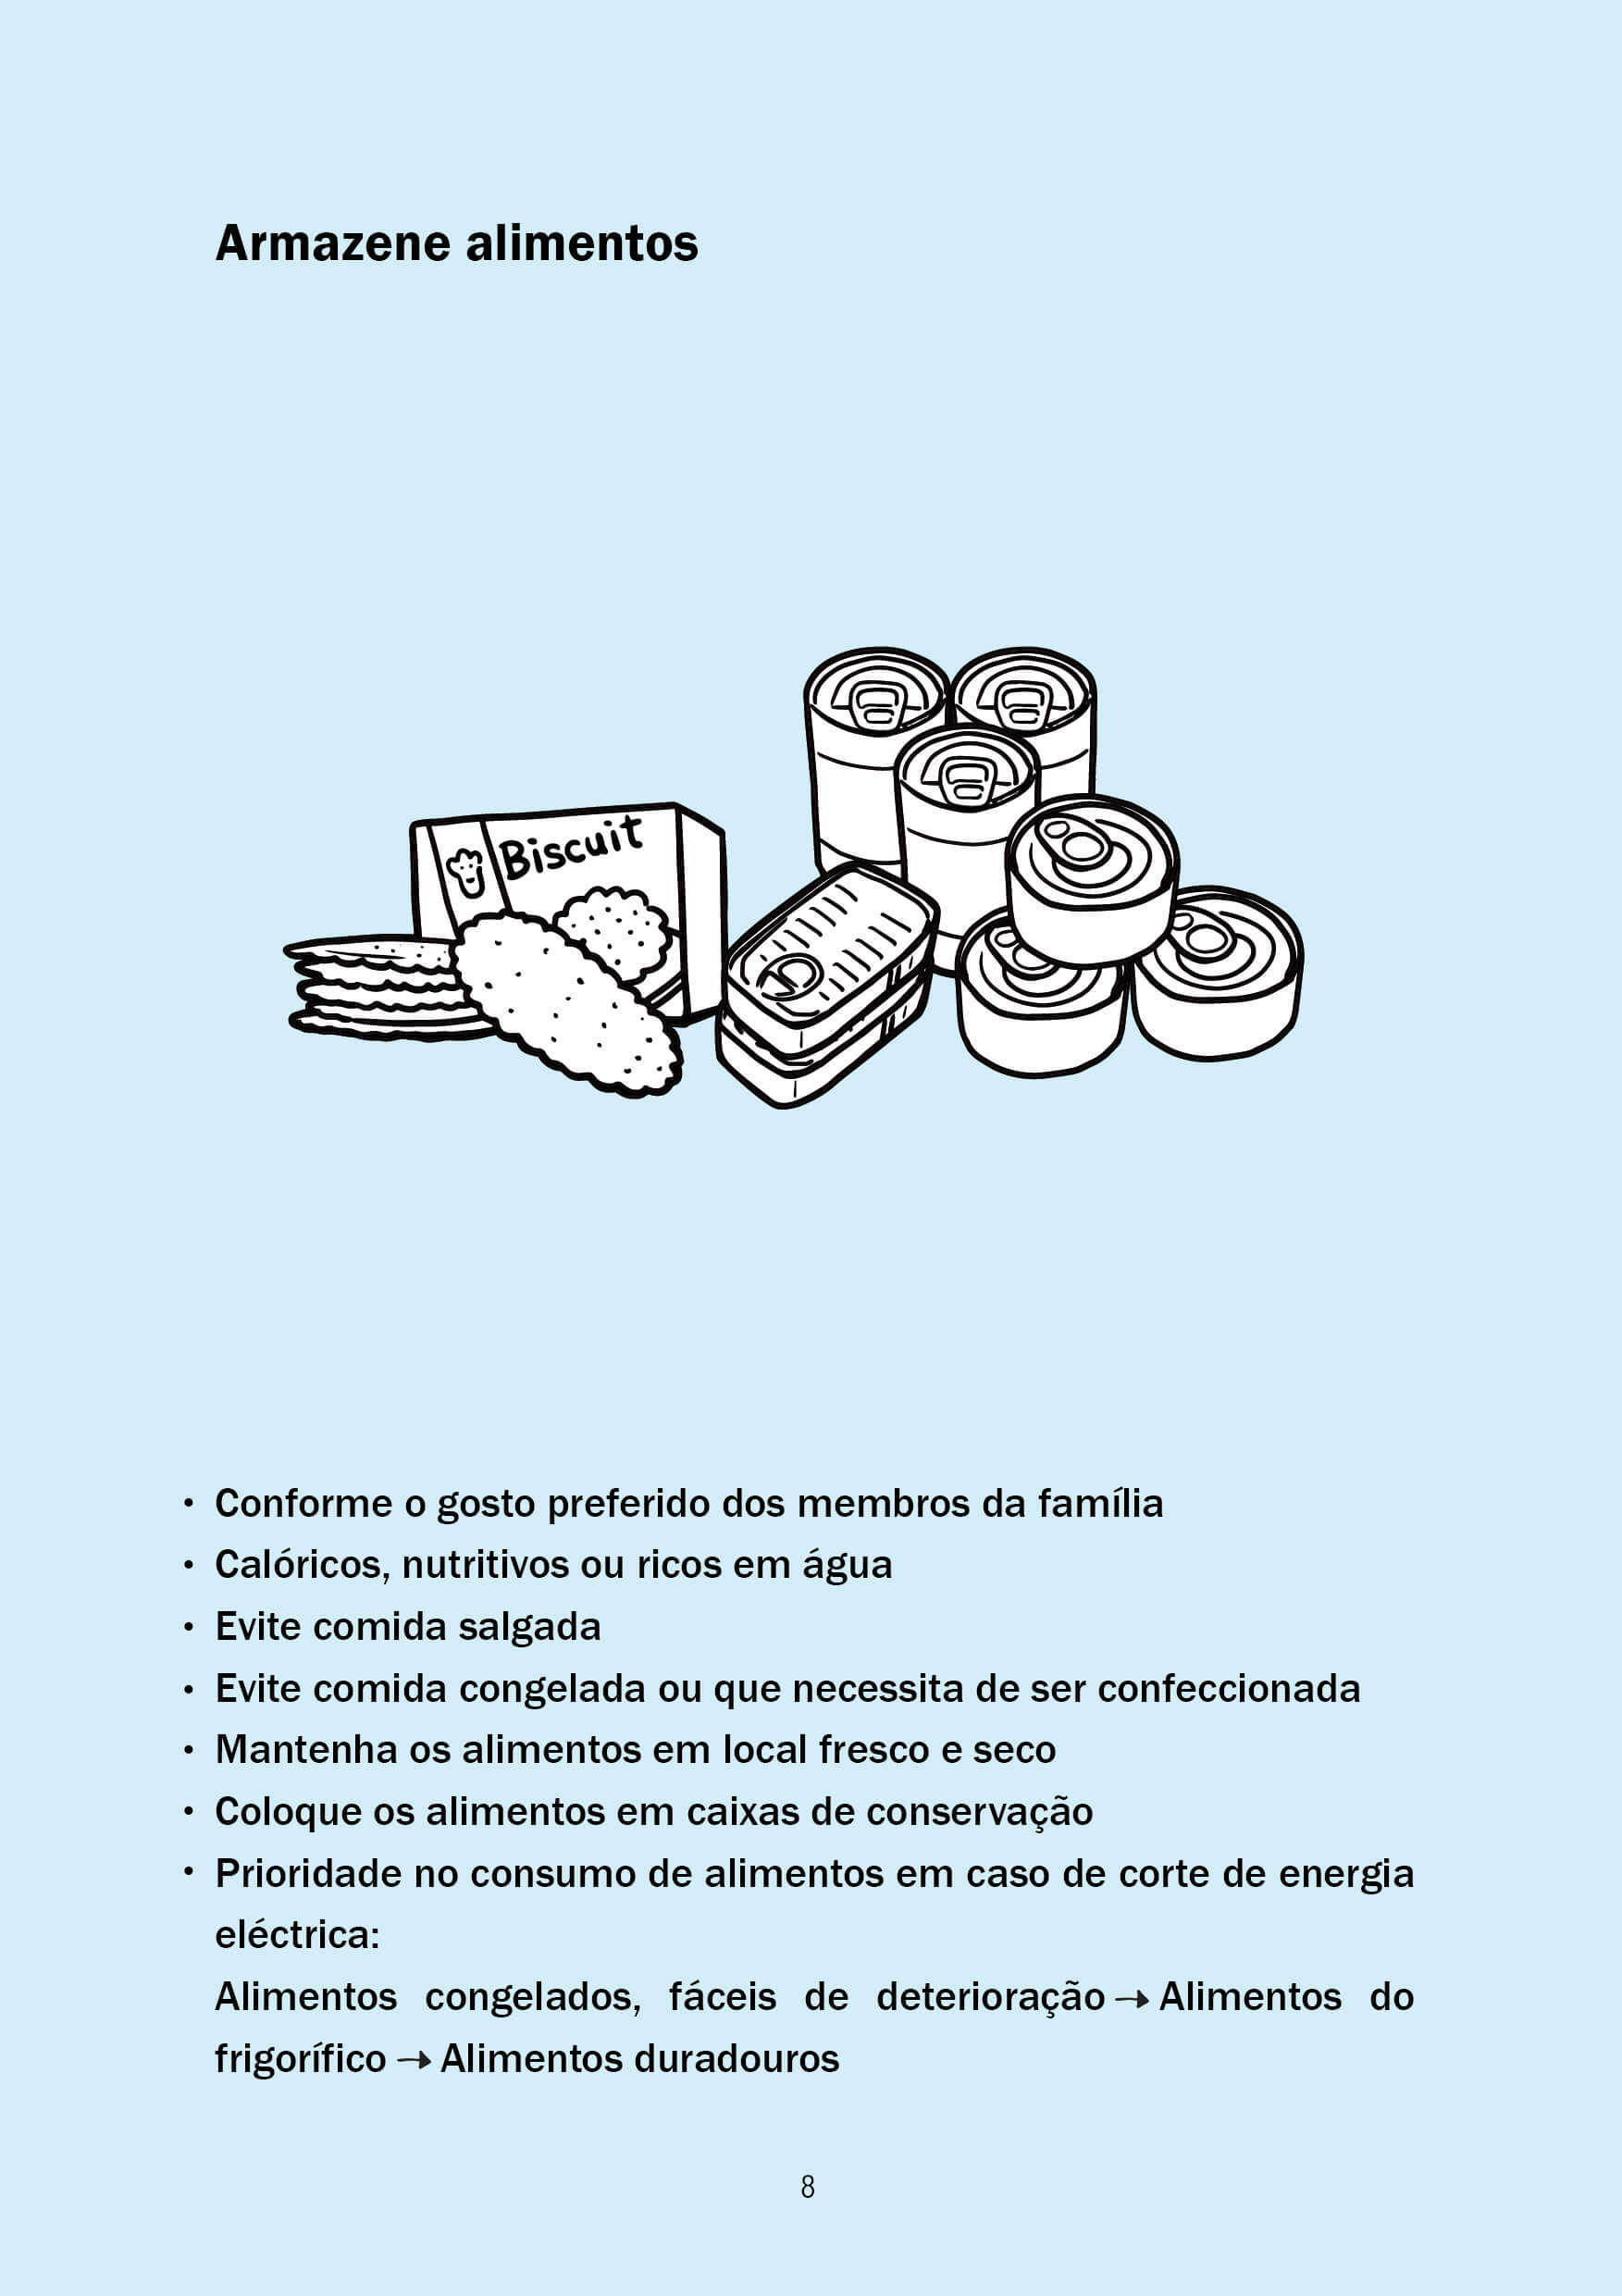 Armazene alimentos
Biscuit
• Conforme o gosto preferido dos membros da família
• Calóricos, nutritivos ou ricos em água
• Evite comida salgada
• Evite comida congelada ou que necessita de ser confeccionada
• Mantenha os alimentos em local fresco e seco
• Coloque os alimentos em caixas de conservação
• Prioridade no consumo de alimentos em caso de corte de energia
eléctrica:
Alimentos congelados, fáceis de deterioração → Alimentos do
frigorífico → Alimentos duradouros
8